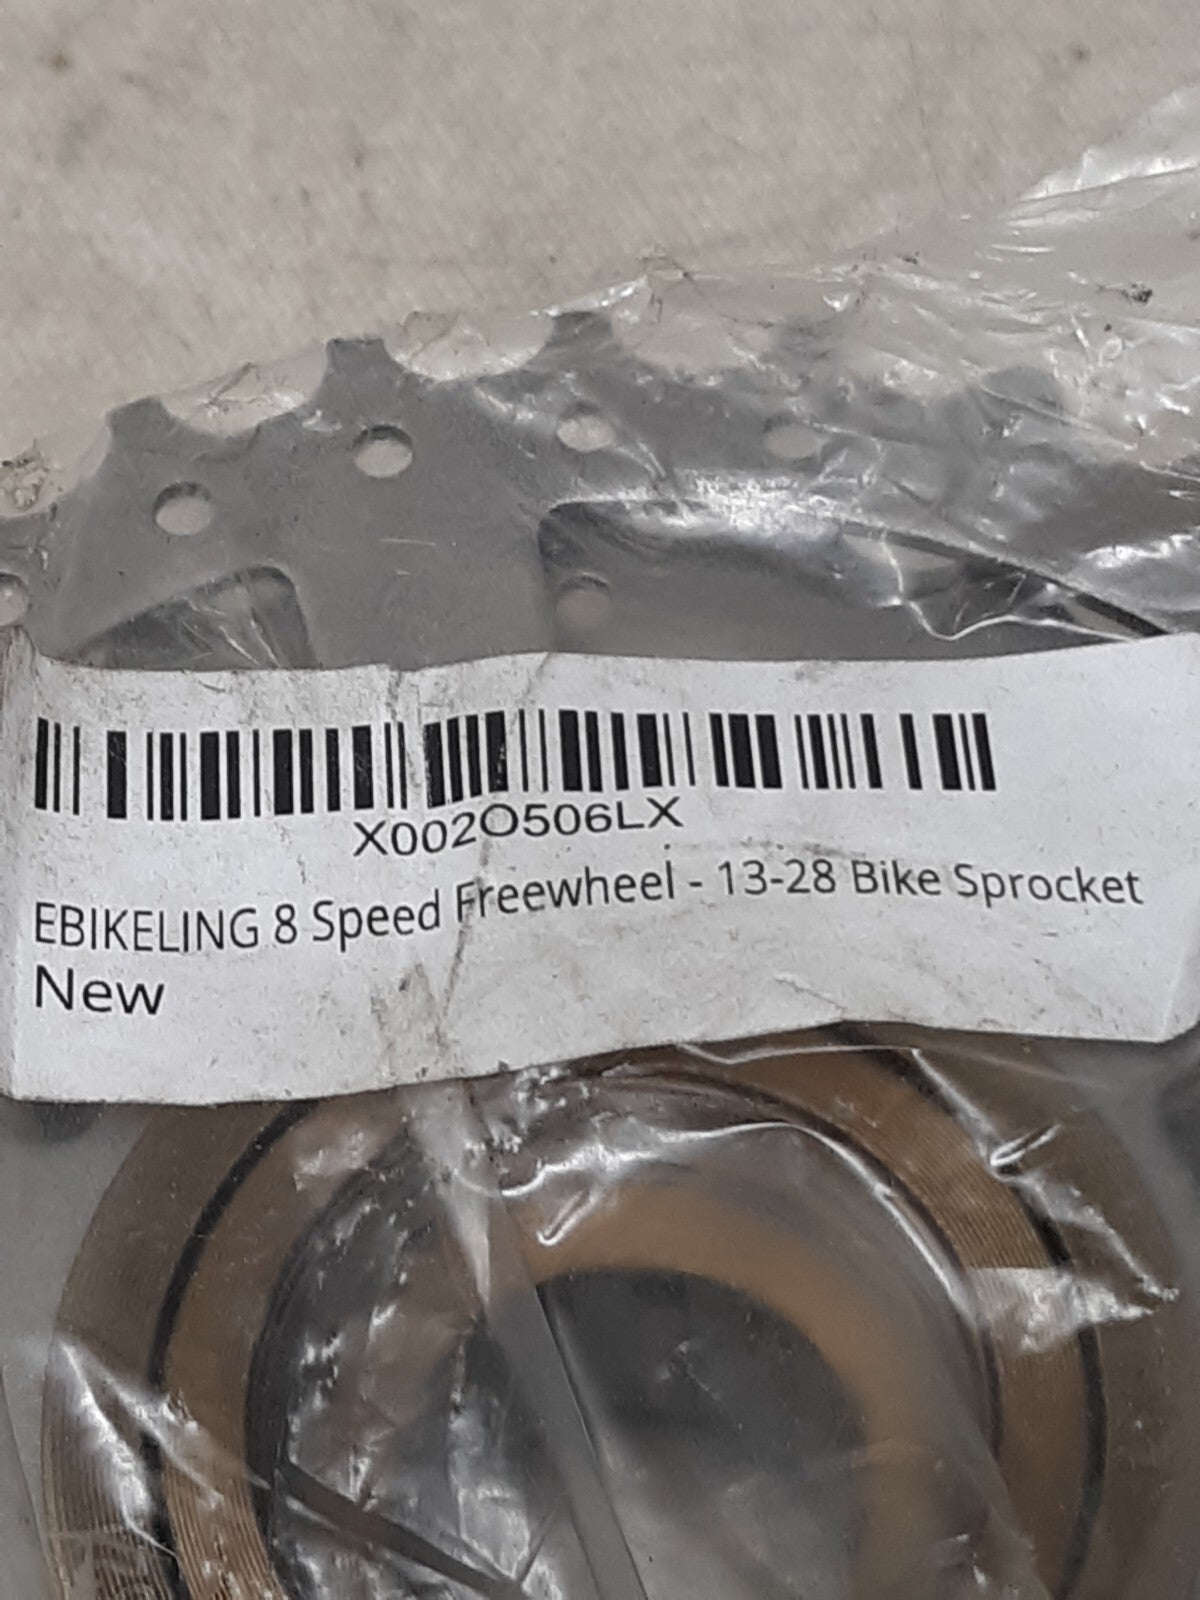 X002O506LX
EBIKELING 8 Speed Freewheel - 13-28 Bike Sprocket
New